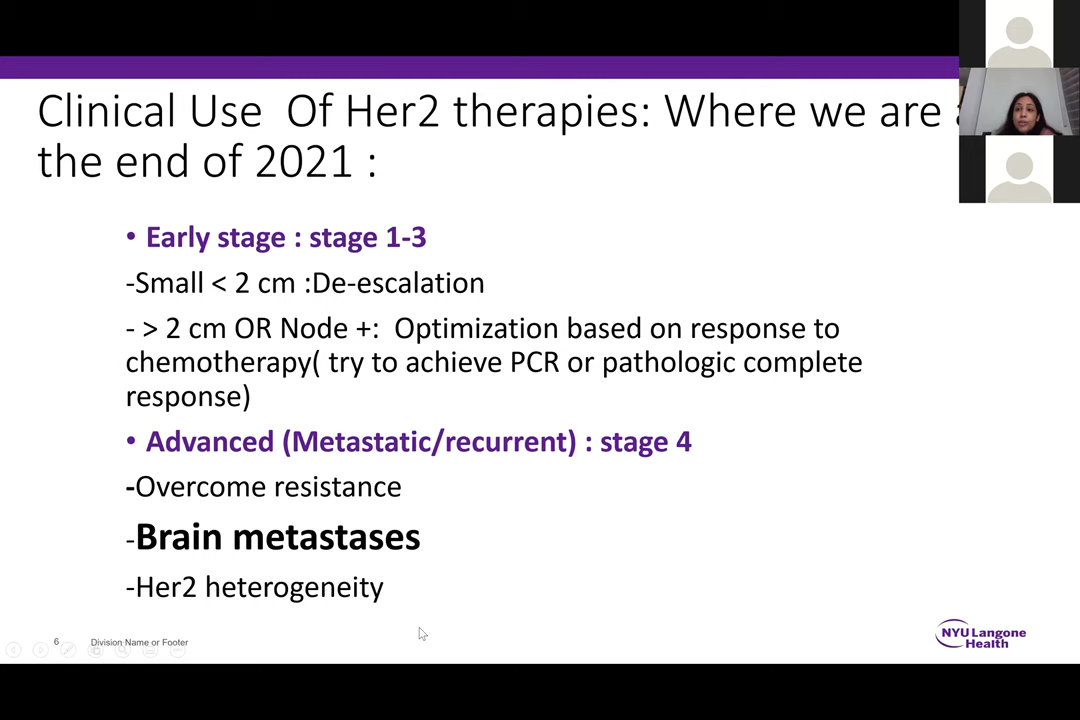 Clinical Use Of Her2 therapies: Where we are
the end of 2021 :
• Early stage : stage 1-3
-Small < 2 cm :De-escalation
- > 2 cm OR Node +: Optimization based on response to
chemotherapy( try to achieve PCR or pathologic complete
response)
• Advanced (Metastatic/recurrent) : stage 4
-Overcome resistance
-Brain metastases
-Her2 heterogeneity
6 Division Name or Footer
NYU Langone
Health